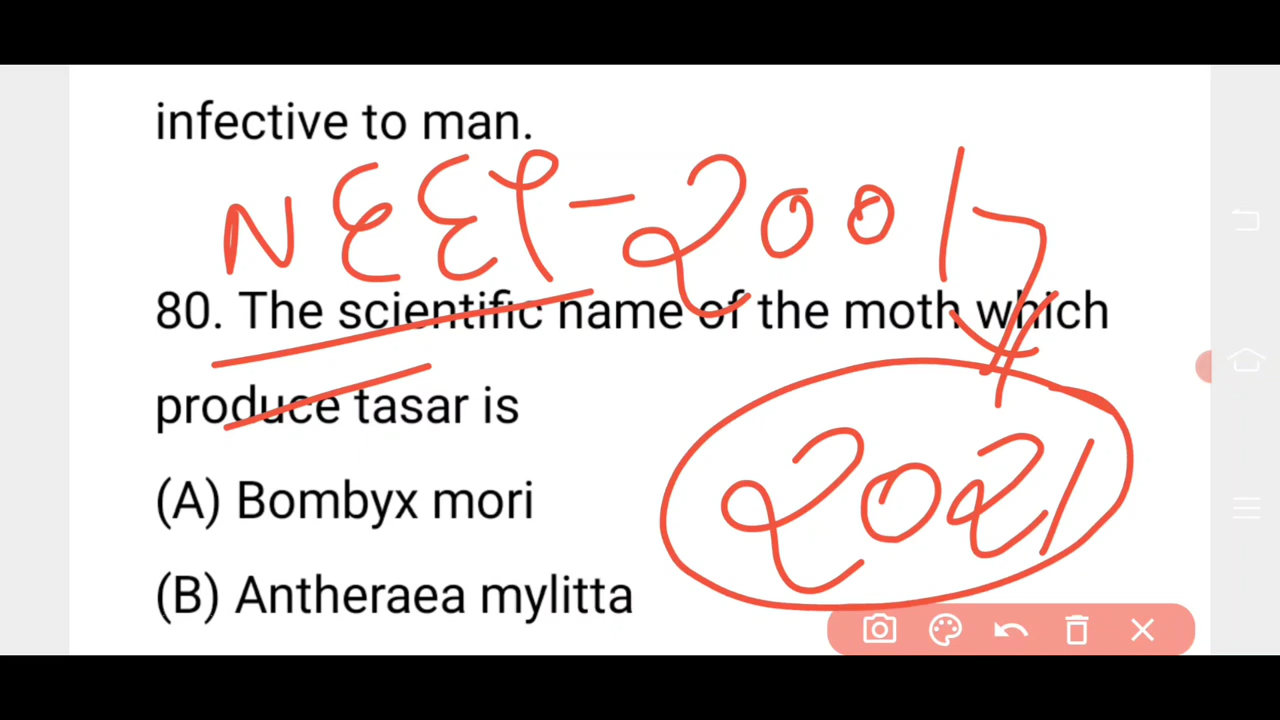 infective to man.
NEET-2001
80. The scientific name of the moth which
produce tasar is
2021
(A) Bombyx mori
(B) Antheraea mylitta